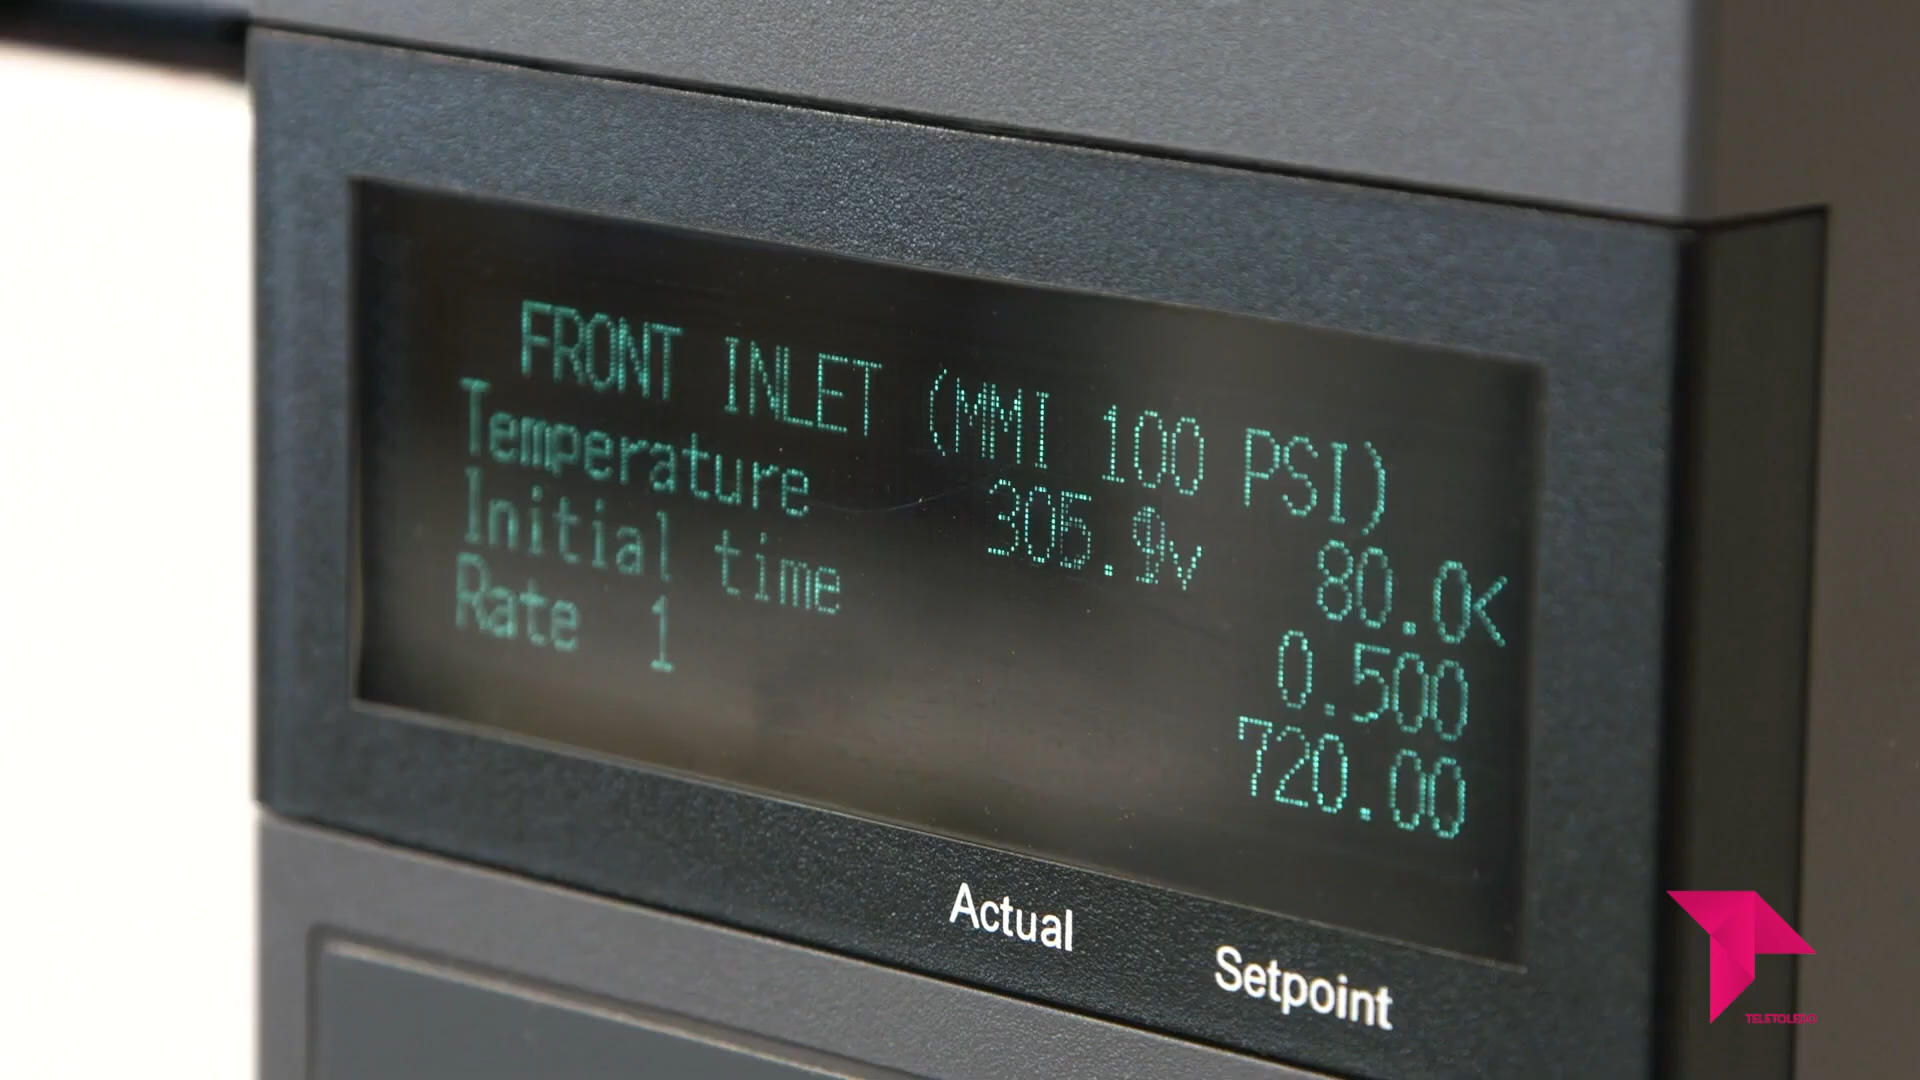 FRONT INLET (MMI 100 PSI)
Temperature 305.9v 80.0<
Initial time 0.500
Rate 1 720.00
Actual Setpoint
TELETOLEDO